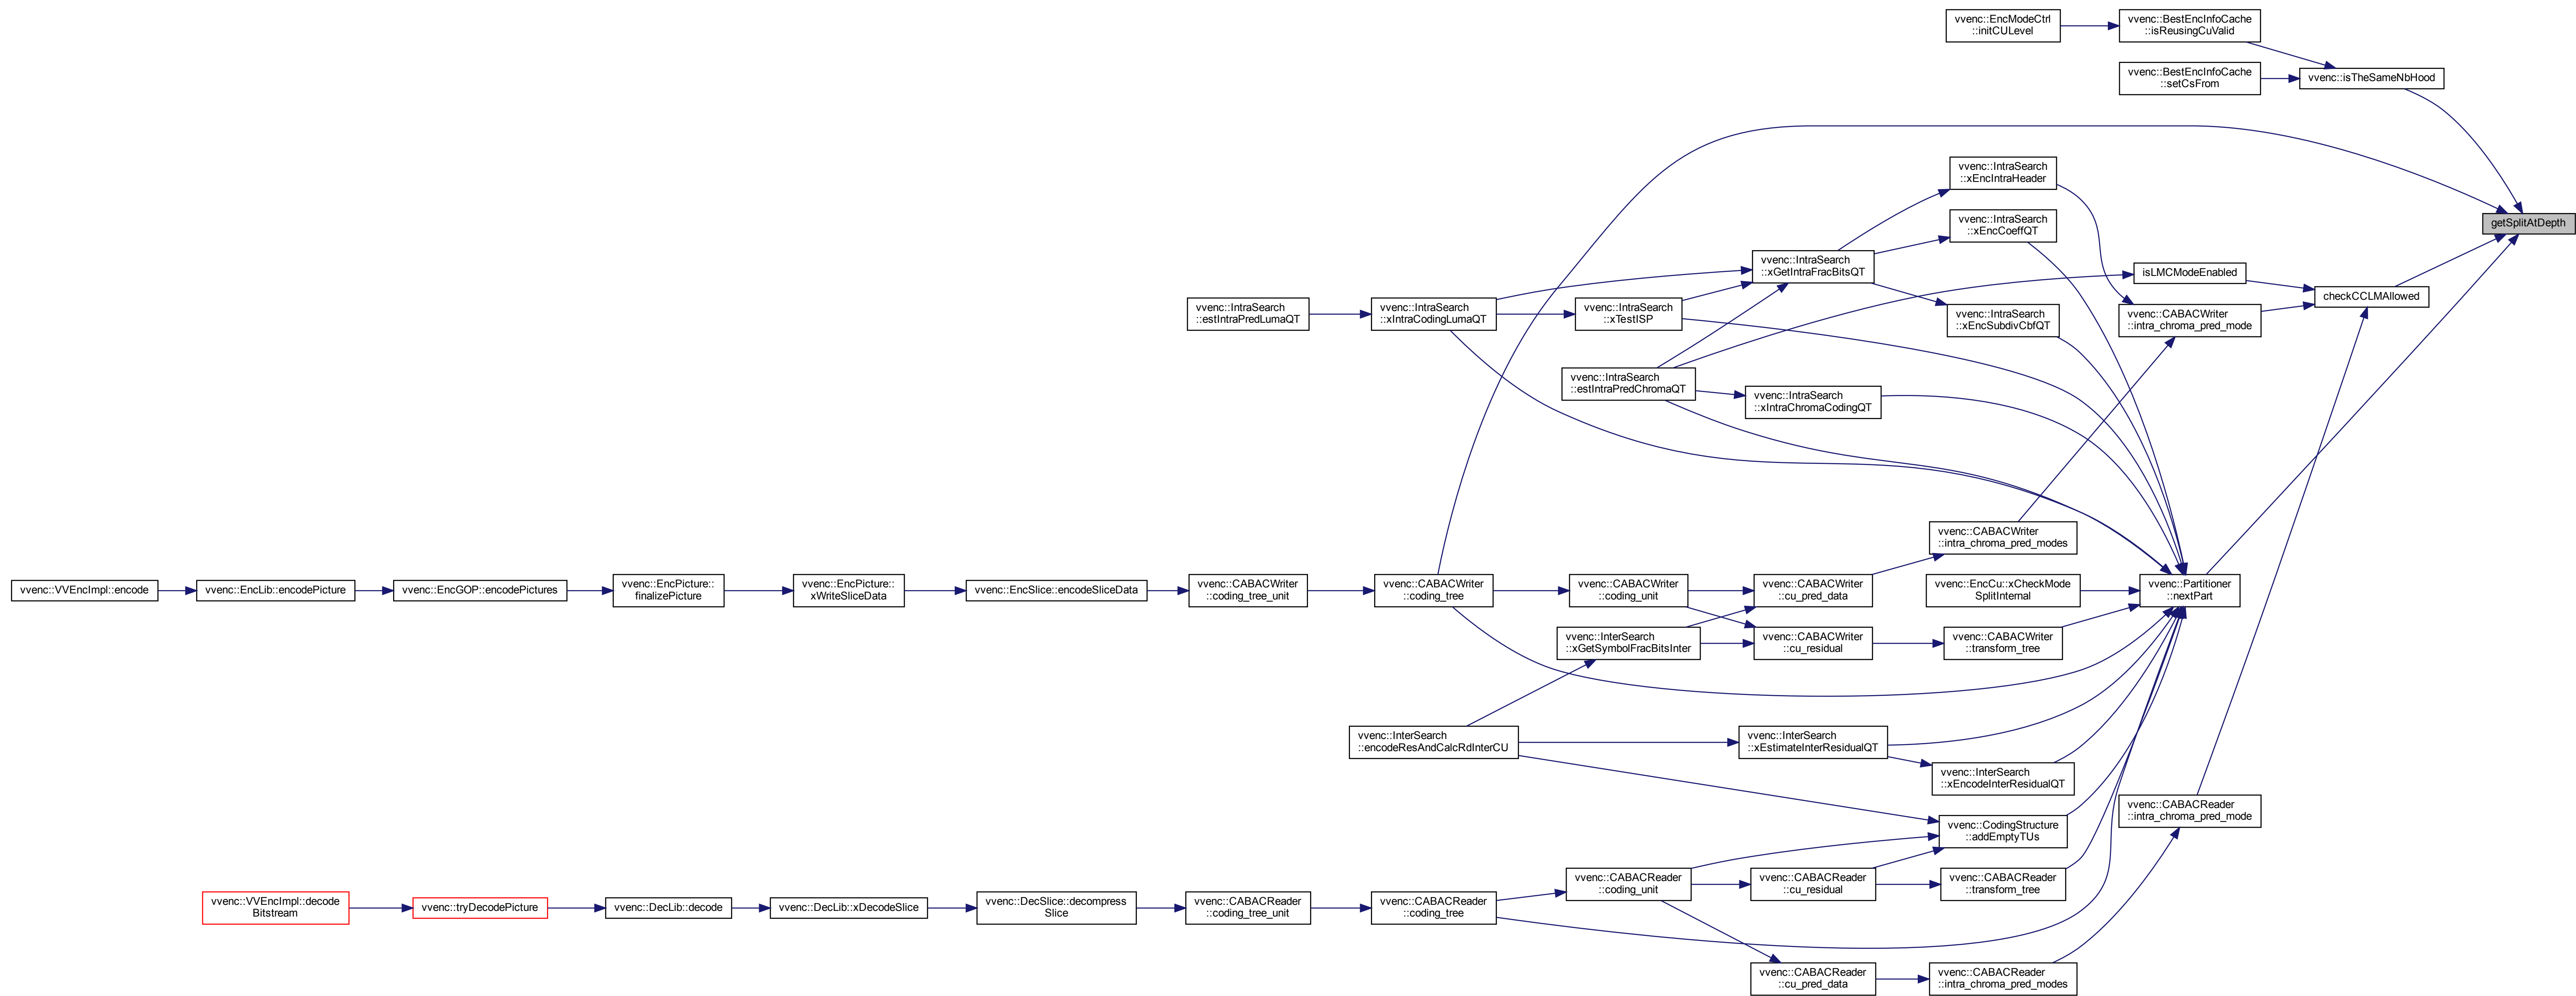 vvenc::EncModeCtrl
::initCULevel
vvenc::BestEncInfoCache
::isReusingCuValid
vvenc::BestEncInfoCache
::setCsFrom
vvenc::isTheSameNbHood
vvenc::IntraSearch
::xEncIntraHeader
vvenc::IntraSearch
::xEncCoeffQT
getSplitAtDepth
vvenc::IntraSearch
::xGetIntraFracBitsQT
isLMCModeEnabled
checkCCLMAllowed
vvenc::IntraSearch
::estIntraPredLumaQT
vvenc::IntraSearch
::xIntraCodingLumaQT
vvenc::IntraSearch
::xTestISP
vvenc::IntraSearch
::xEncSubdivCbfQT
vvenc::CABACWriter
::intra_chroma_pred_mode
vvenc::IntraSearch
::estIntraPredChromaQT
vvenc::IntraSearch
::xIntraChromaCodingQT
vvenc::CABACWriter
::intra_chroma_pred_modes
vvenc::VVEncImpl::encode
vvenc::EncLib::encodePicture
vvenc::EncGOP::encodePictures
vvenc::EncPicture::
finalizePicture
vvenc::EncPicture::
xWriteSliceData
vvenc::EncSlice::encodeSliceData
vvenc::CABACWriter
::coding_tree_unit
vvenc::CABACWriter
::coding_tree
vvenc::CABACWriter
::coding_unit
vvenc::CABACWriter
::cu_pred_data
vvenc::EncCu::xCheckMode
SplitInternal
vvenc::Partitioner
::nextPart
vvenc::InterSearch
::xGetSymbolFracBitsInter
vvenc::CABACWriter
::cu_residual
vvenc::CABACWriter
::transform_tree
vvenc::InterSearch
::encodeResAndCalcRdInterCU
vvenc::InterSearch
::xEstimateInterResidualQT
vvenc::InterSearch
::xEncodeInterResidualQT
vvenc::CABACReader
::intra_chroma_pred_mode
vvenc::CodingStructure
::addEmptyTUs
vvenc::VVEncImpl::decode
Bitstream
vvenc::tryDecodePicture
vvenc::DecLib::decode
vvenc::DecLib::xDecodeSlice
vvenc::DecSlice::decompress
Slice
vvenc::CABACReader
::coding_tree_unit
vvenc::CABACReader
::coding_tree
vvenc::CABACReader
::coding_unit
vvenc::CABACReader
::cu_residual
vvenc::CABACReader
::transform_tree
vvenc::CABACReader
::cu_pred_data
vvenc::CABACReader
::intra_chroma_pred_modes